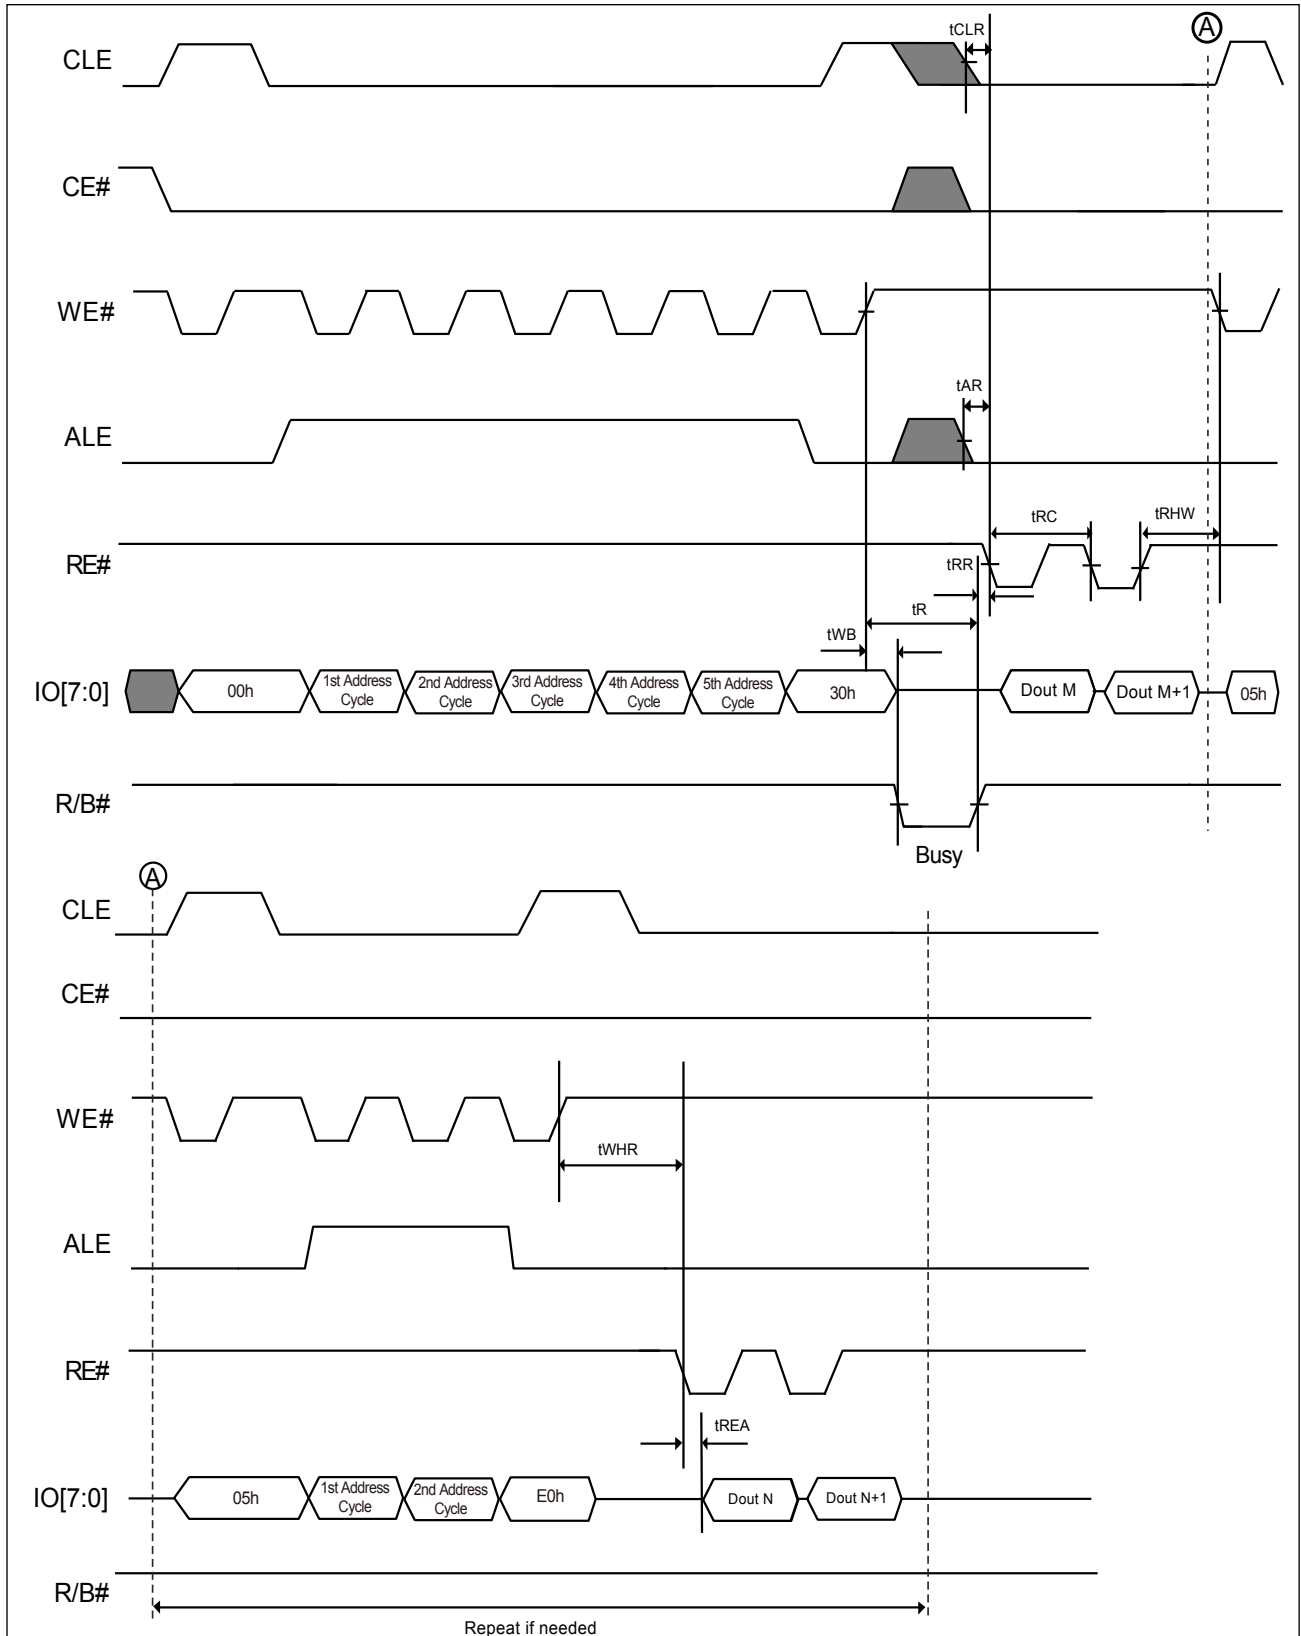 tCLR
A
CLE
CE#
WE#
tAR
ALE
tRC
tRHW
RE#
tRR
tR
tWB
IO[7:0]
00h
1st Address
Cycle
2nd Address
Cycle
3rd Address
Cycle
4th Address
Cycle
5th Address
Cycle
30h
Dout M
Dout M+1
05h
R/B#
Busy
A
CLE
CE#
WE#
tWHR
ALE
RE#
tREA
IO[7:0]
05h
1st Address
Cycle
2nd Address
Cycle
E0h
Dout N
Dout N+1
R/B#
Repeat if needed